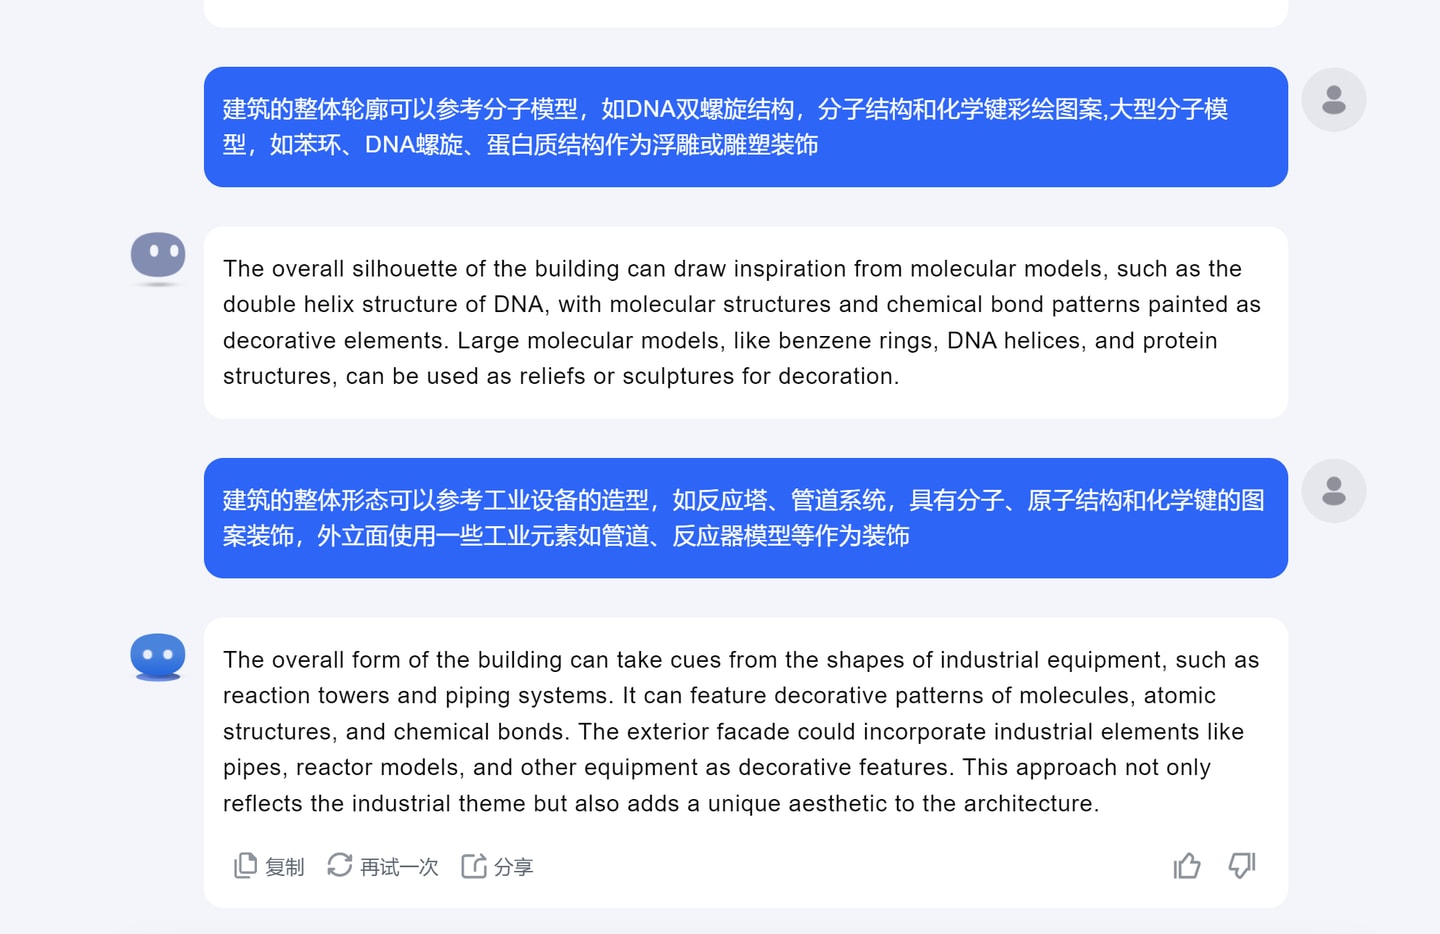 建筑的整体轮廓可以参考分子模型，如DNA双螺旋结构，分子结构和化学键彩绘图案,大型分子模
型，如苯环、DNA螺旋、蛋白质结构作为浮雕或雕塑装饰
The overall silhouette of the building can draw inspiration from molecular models, such as the
double helix structure of DNA, with molecular structures and chemical bond patterns painted as
decorative elements. Large molecular models, like benzene rings, DNA helices, and protein
structures, can be used as reliefs or sculptures for decoration.
建筑的整体形态可以参考工业设备的造型，如反应塔、管道系统，具有分子、原子结构和化学键的图
案装饰，外立面使用一些工业元素如管道、反应器模型等作为装饰
The overall form of the building can take cues from the shapes of industrial equipment, such as
reaction towers and piping systems. It can feature decorative patterns of molecules, atomic
structures, and chemical bonds. The exterior facade could incorporate industrial elements like
pipes, reactor models, and other equipment as decorative features. This approach not only
reflects the industrial theme but also adds a unique aesthetic to the architecture.
复制 再试一次 分享